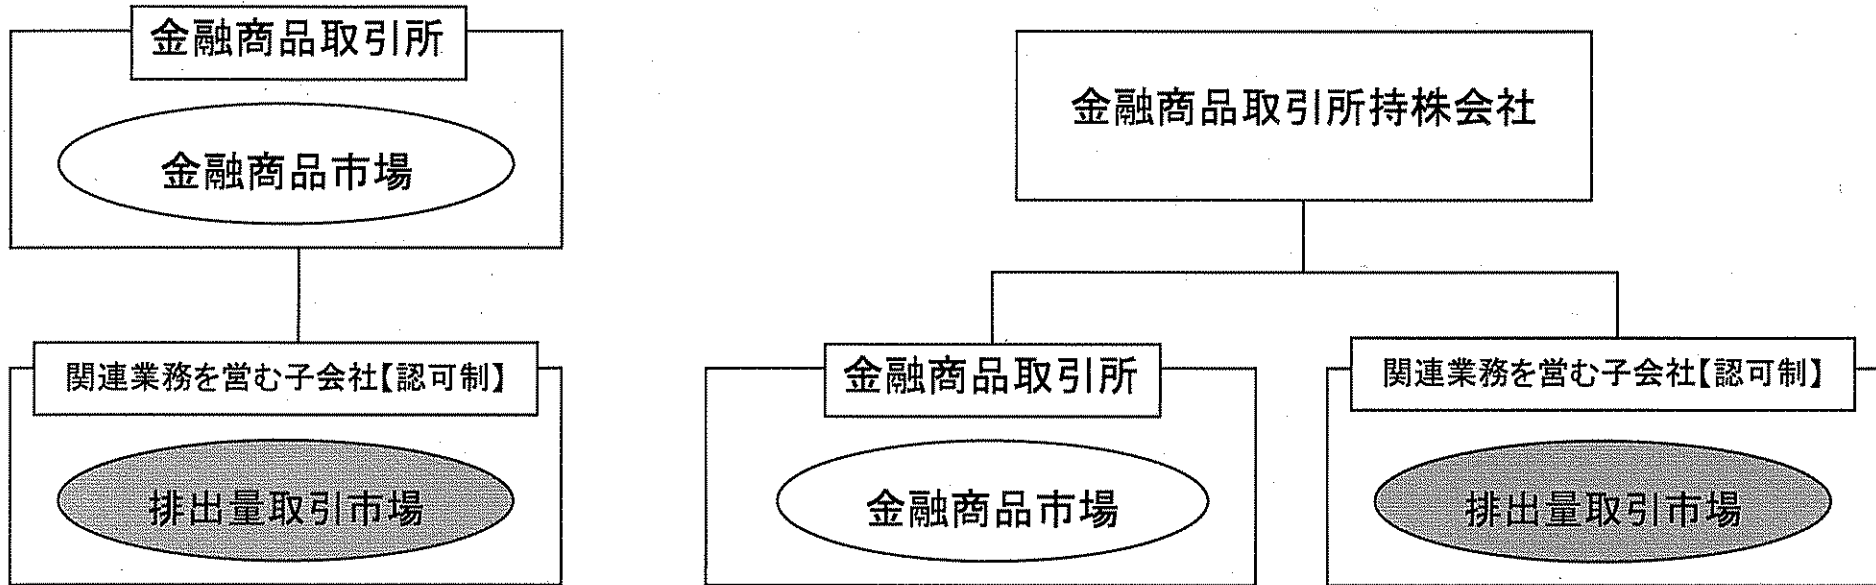 金融商品取引所
金融商品市場
関連業務を営む子会社【認可制】
排出量取引市場
金融商品取引所持株会社
金融商品取引所
金融商品市場
関連業務を営む子会社【認可制】
排出量取引市場